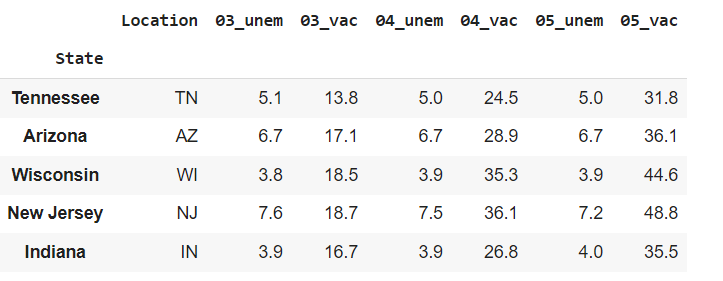 Location 03_unem 03_vac 04_unem 04_vac 05_unem 05_vac
State
Tennessee TN 5.1 13.8 5.0 24.5 5.0 31.8
Arizona AZ 6.7 17.1 6.7 28.9 6.7 36.1
Wisconsin WI 3.8 18.5 3.9 35.3 3.9 44.6
New Jersey NJ 7.6 18.7 7.5 36.1 7.2 48.8
Indiana IN 3.9 16.7 3.9 26.8 4.0 35.5